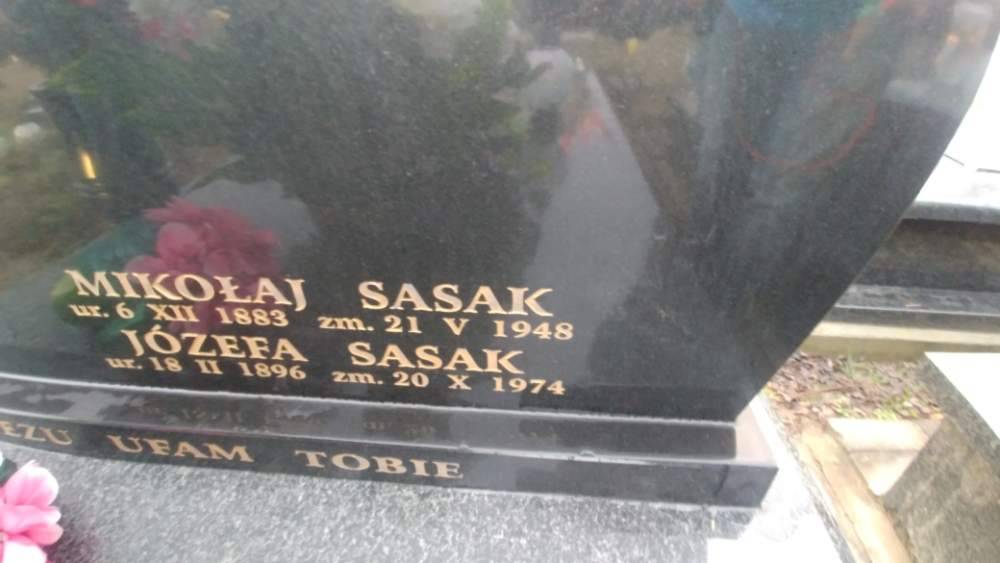 MIKOŁAJ SASAK
ur. 6 XII 1883 zm. 21 V 1948
JÓZEFA SASAK
ur. 18 II 1896 zm. 20 X 1974
EZU UFAM TOBIE